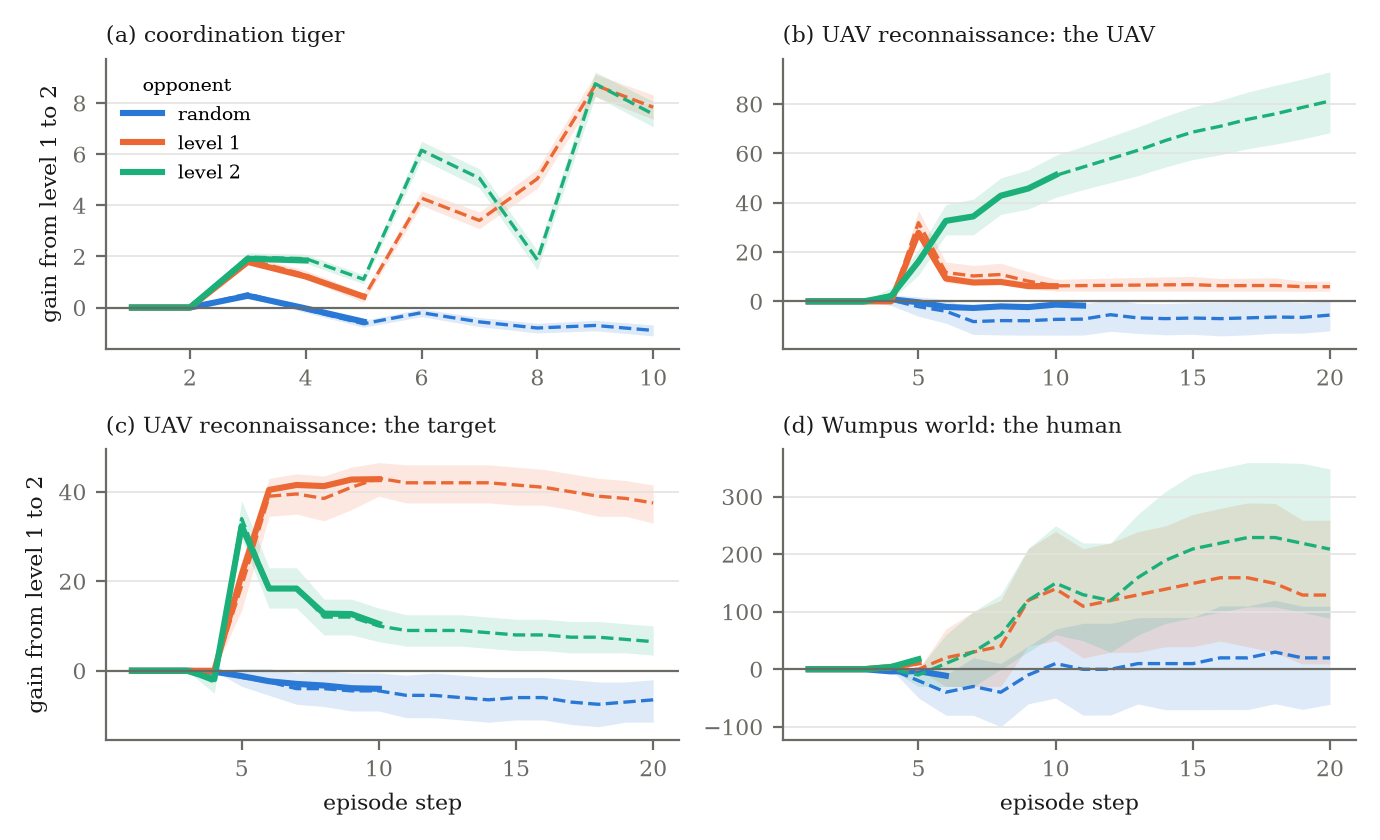 (a) coordination tiger
gain from level 1 to 2
opponent
random
level 1
level 2
8
6
4
2
0
2
4
6
8
10
(b) UAV reconnaissance: the UAV
80
60
40
20
0
5
10
15
20
(c) UAV reconnaissance: the target
gain from level 1 to 2
40
20
0
5
10
15
20
episode step
(d) Wumpus world: the human
300
200
100
0
−100
5
10
15
20
episode step